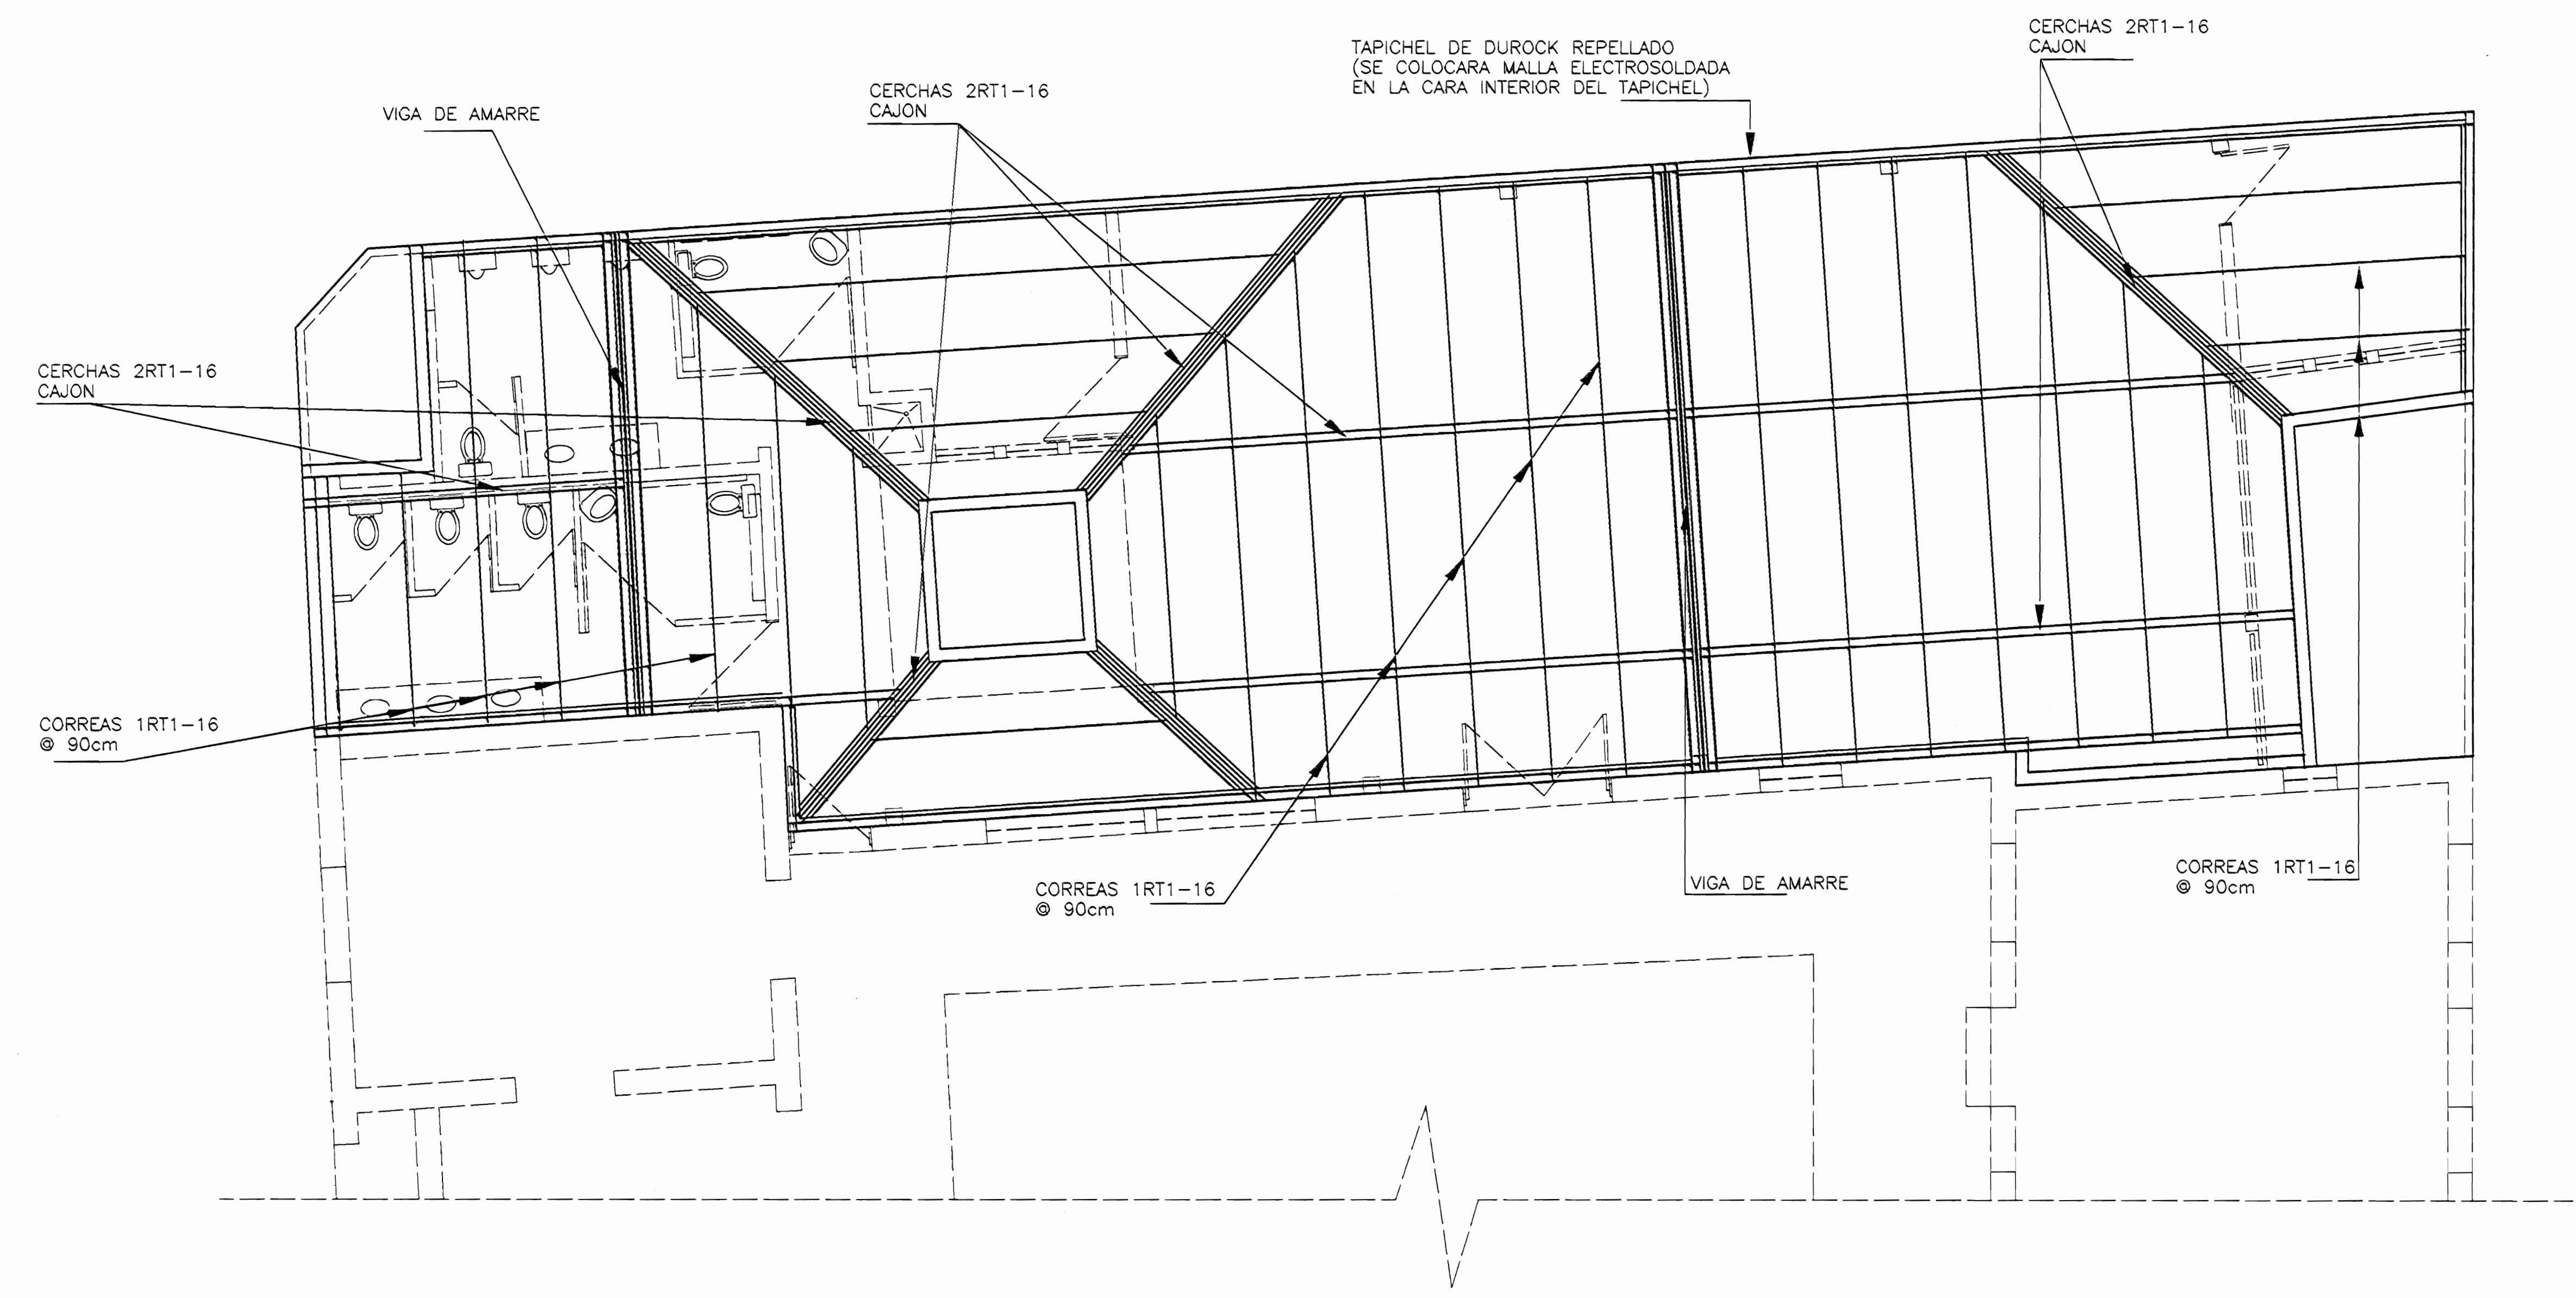 CERCHAS 2RT1-16
CAJON
TAPICHEL DE DUROCK REPELLADO
(SE COLOCARA MALLA ELECTROSOLDADA
EN LA CARA INTERIOR DEL TAPICHEL)
CERCHAS 2RT1-16
CAJON
VIGA DE AMARRE
CERCHAS 2RT1-16
CAJON
CORREAS 1RT1-16
@ 90cm
CORREAS 1RT1-16
@ 90cm
VIGA DE AMARRE
CORREAS 1RT1-16
@ 90cm